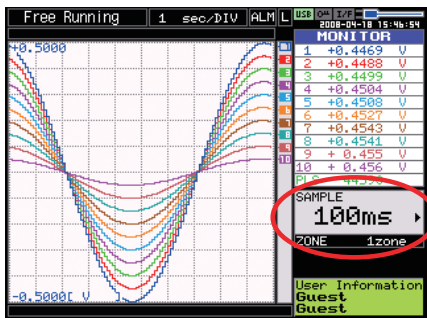 Free Running 1 sec/DIV ALM L USB I/F
2008-04-18 15:46:54
MONITOR
+0.5000
1 +0.4469 V
2 +0.4488 V
3 +0.4499 V
4 +0.4504 V
5 +0.4508 V
6 +0.4527 V
7 +0.4543 V
8 +0.4541 V
9 + 0.455 V
10 + 0.456 V
SAMPLE
100ms
ZONE 1zone
-0.5000[ V ]
User Information
Guest
Guest